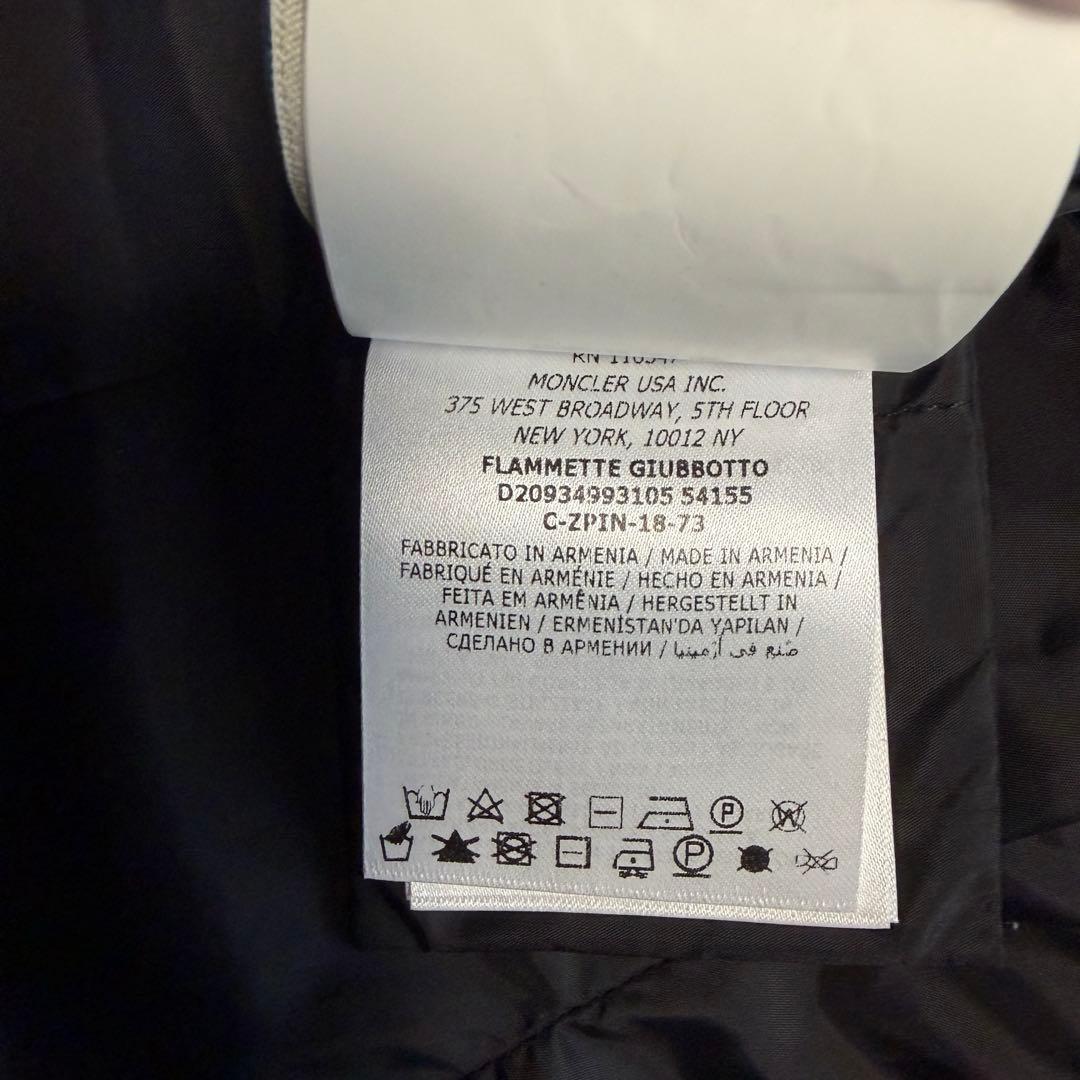 MONCLER USA INC.
375 WEST BROADWAY, 5TH FLOOR
NEW YORK, 10012 NY
FLAMMETTE GIUBBOTTO
D20934993105 54155
C-ZPIN-18-73
FABBRICATO IN ARMENIA / MADE IN ARMENIA /
FABRIQUÉ EN ARMÉNIE / HECHO EN ARMENIA /
FEITA EM ARMÊNIA / HERGESTELLT IN
ARMENIEN / ERMENİSTAN'DA YAPILAN /
СДЕЛАНО В АРМЕНИИ / صُنع في أرمينيا
P W
P